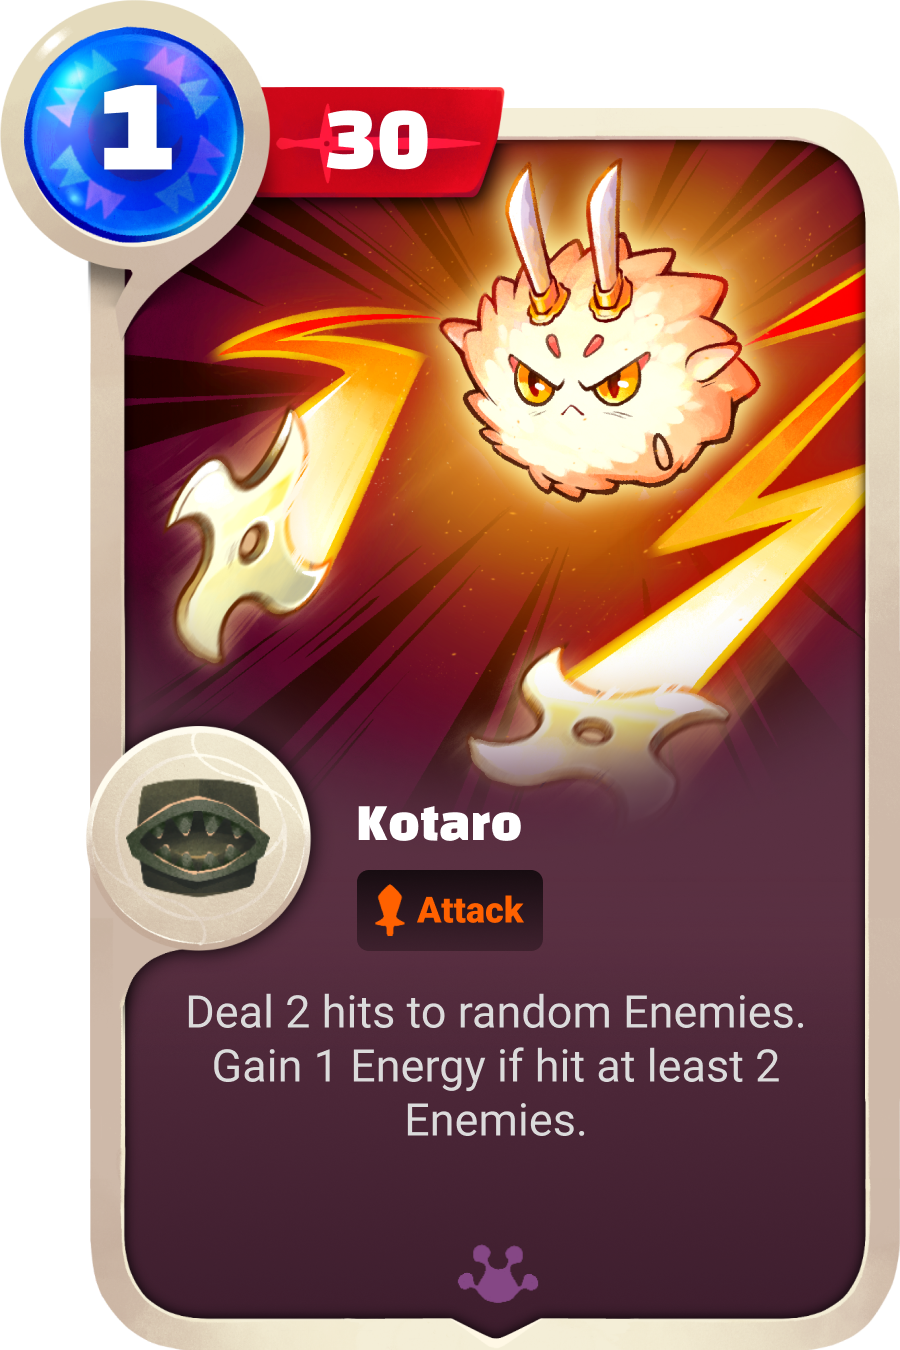 1
30
Kotaro
Attack
Deal 2 hits to random Enemies.
Gain 1 Energy if hit at least 2
Enemies.